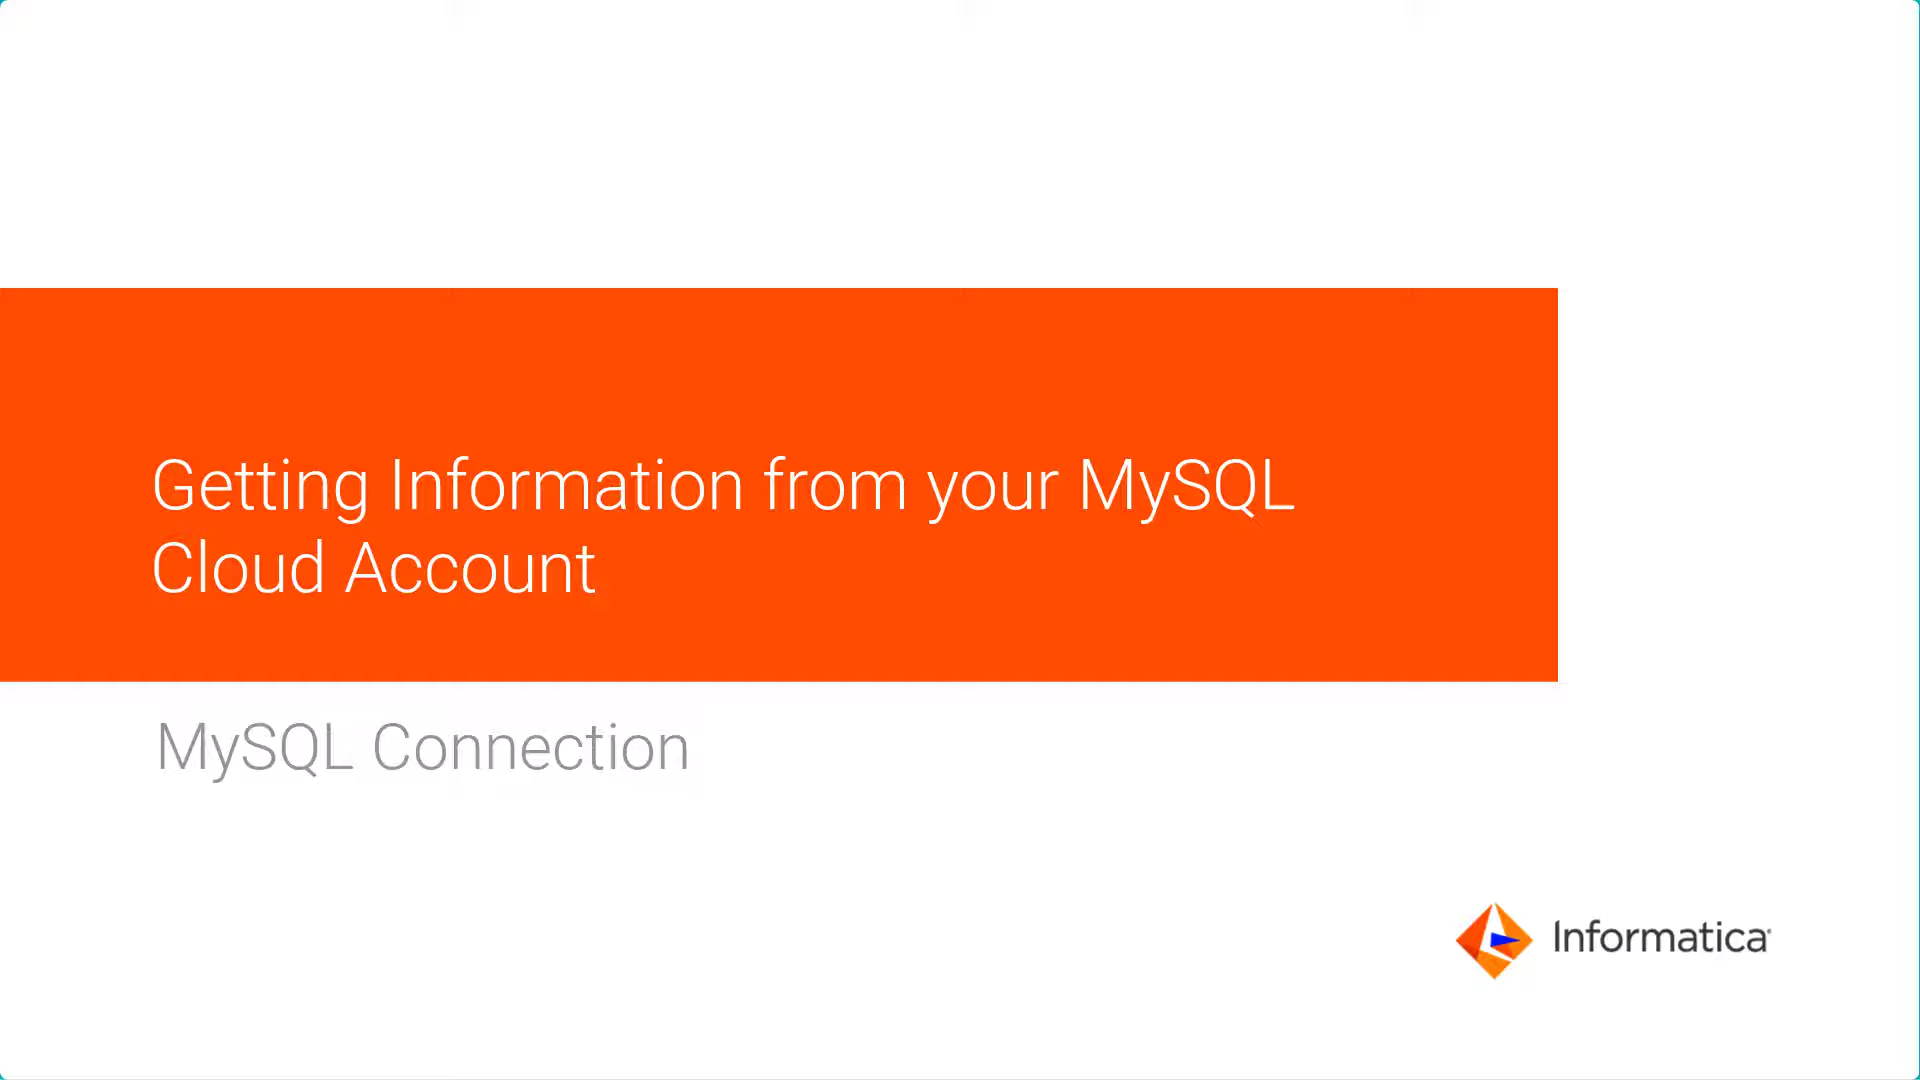 Getting Information from your MySQL
Cloud Account
MySQL Connection
Informatica